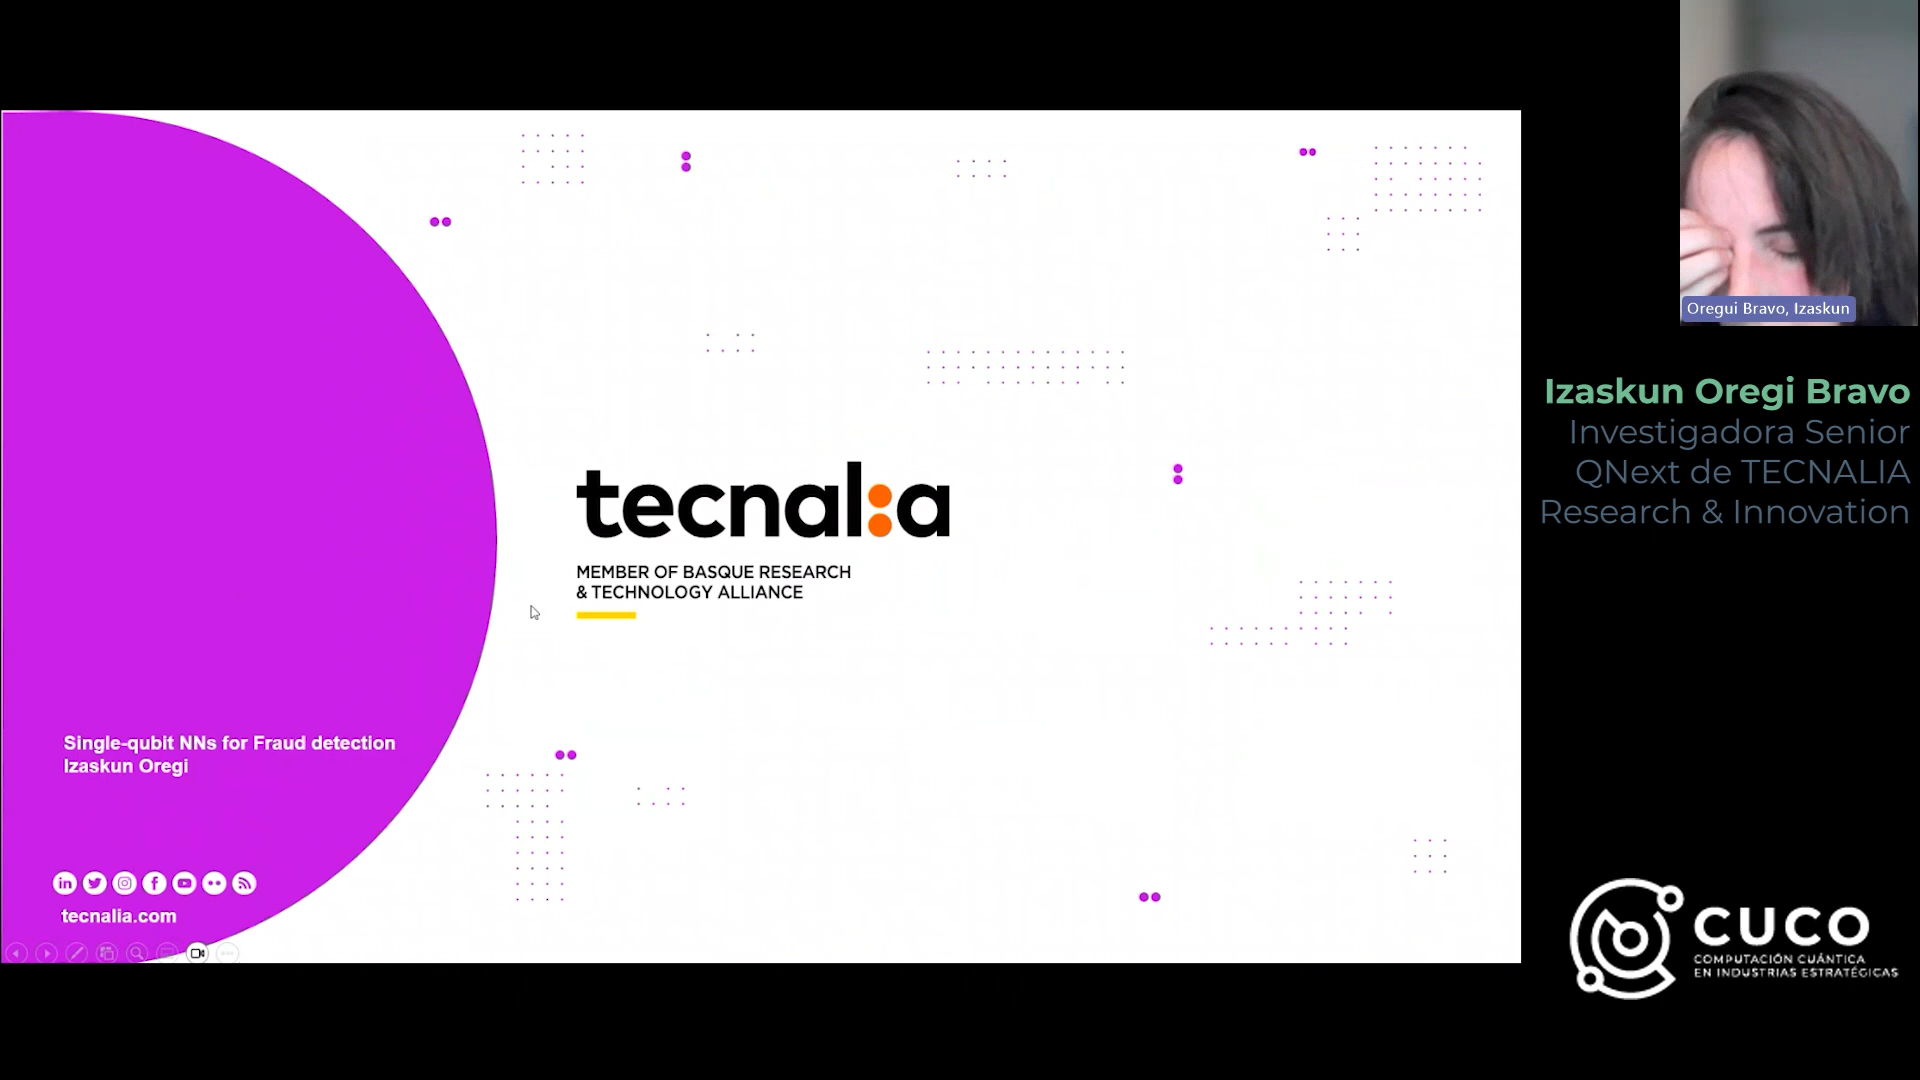 tecnalia
MEMBER OF BASQUE RESEARCH
& TECHNOLOGY ALLIANCE
Single-qubit NNs for Fraud detection
Izaskun Oregi
tecnalia.com
Oregui Bravo, Izaskun
Izaskun Oregi Bravo
Investigadora Senior
QNext de TECNALIA
Research & Innovation
CUCO
COMPUTACIÓN CUÁNTICA
EN INDUSTRIAS ESTRATÉGICAS